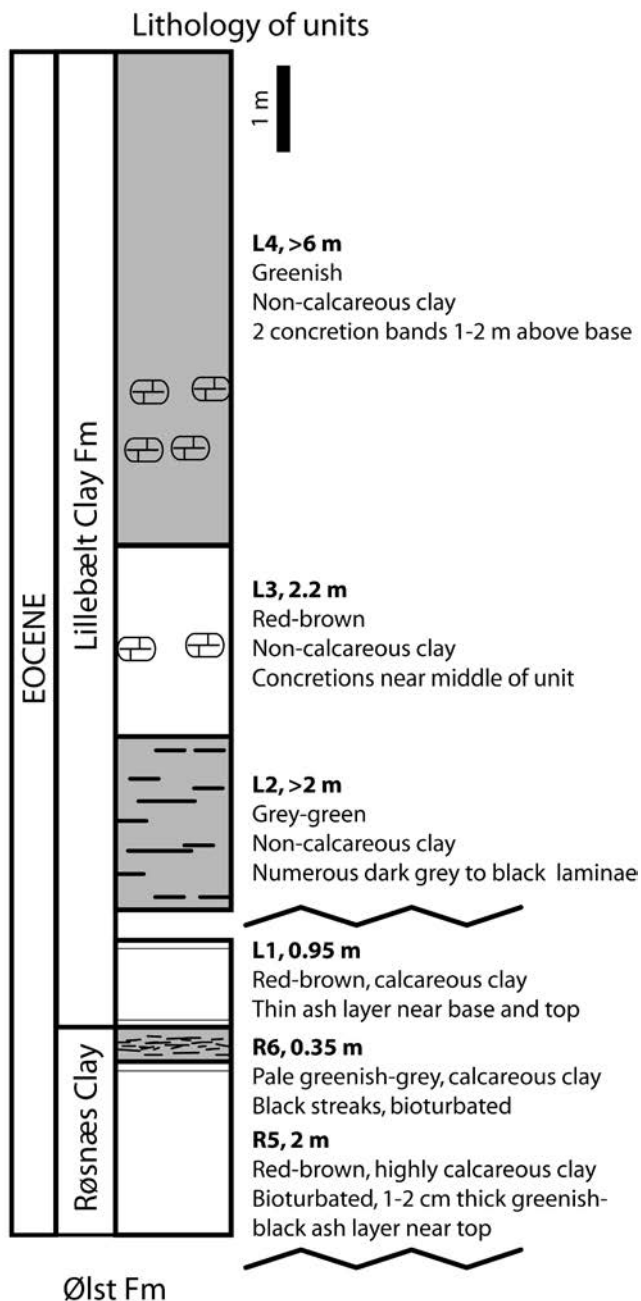 Lithology of units
1 m
EOCENE
Lillebælt Clay Fm
Røsnæs Clay
L4, >6 m
Greenish
Non-calcareous clay
2 concretion bands 1-2 m above base
L3, 2.2 m
Red-brown
Non-calcareous clay
Concretions near middle of unit
L2, >2 m
Grey-green
Non-calcareous clay
Numerous dark grey to black laminae
L1, 0.95 m
Red-brown, calcareous clay
Thin ash layer near base and top
R6, 0.35 m
Pale greenish-grey, calcareous clay
Black streaks, bioturbated
R5, 2 m
Red-brown, highly calcareous clay
Bioturbated, 1-2 cm thick greenish-
black ash layer near top
Ølst Fm